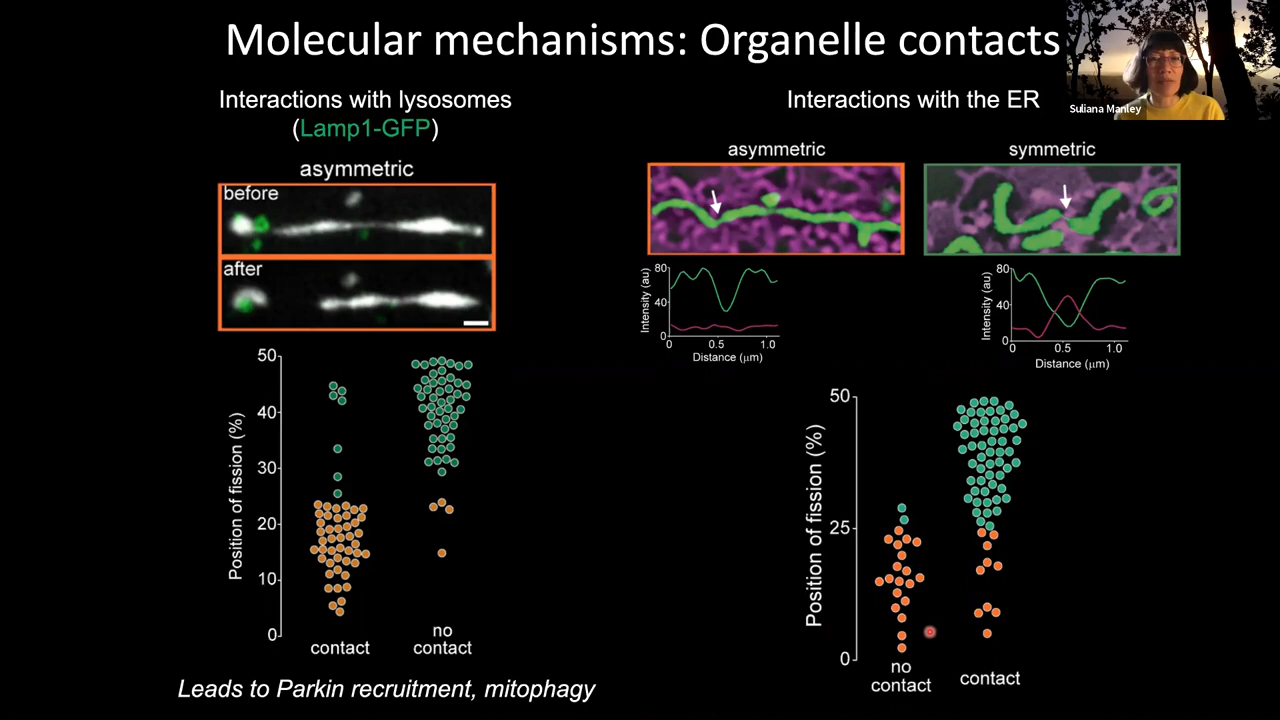 Molecular mechanisms: Organelle contacts
Suliana Manley
Interactions with lysosomes
(Lamp1-GFP)
asymmetric
before
after
50
40
30
20
10
0
Position of fission (%)
contact
no
contact
Leads to Parkin recruitment, mitophagy
Interactions with the ER
asymmetric
symmetric
Intensity (au)
80
40
0
0
0.5
1.0
Distance (μm)
Intensity (au)
80
40
0
0
0.5
1.0
Distance (μm)
Position of fission (%)
50
25
0
no
contact
contact